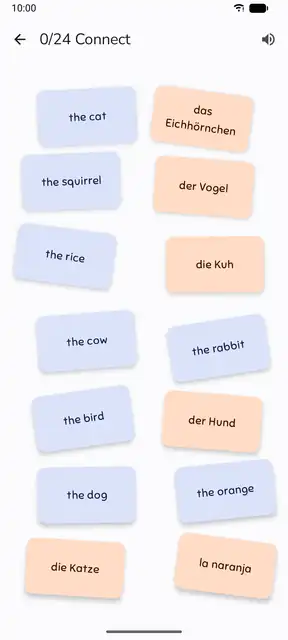 10:00
0/24 Connect
the cat
das
Eichhörnchen
the squirrel
der Vogel
the rice
die Kuh
the cow
the rabbit
the bird
der Hund
the dog
the orange
die Katze
la naranja